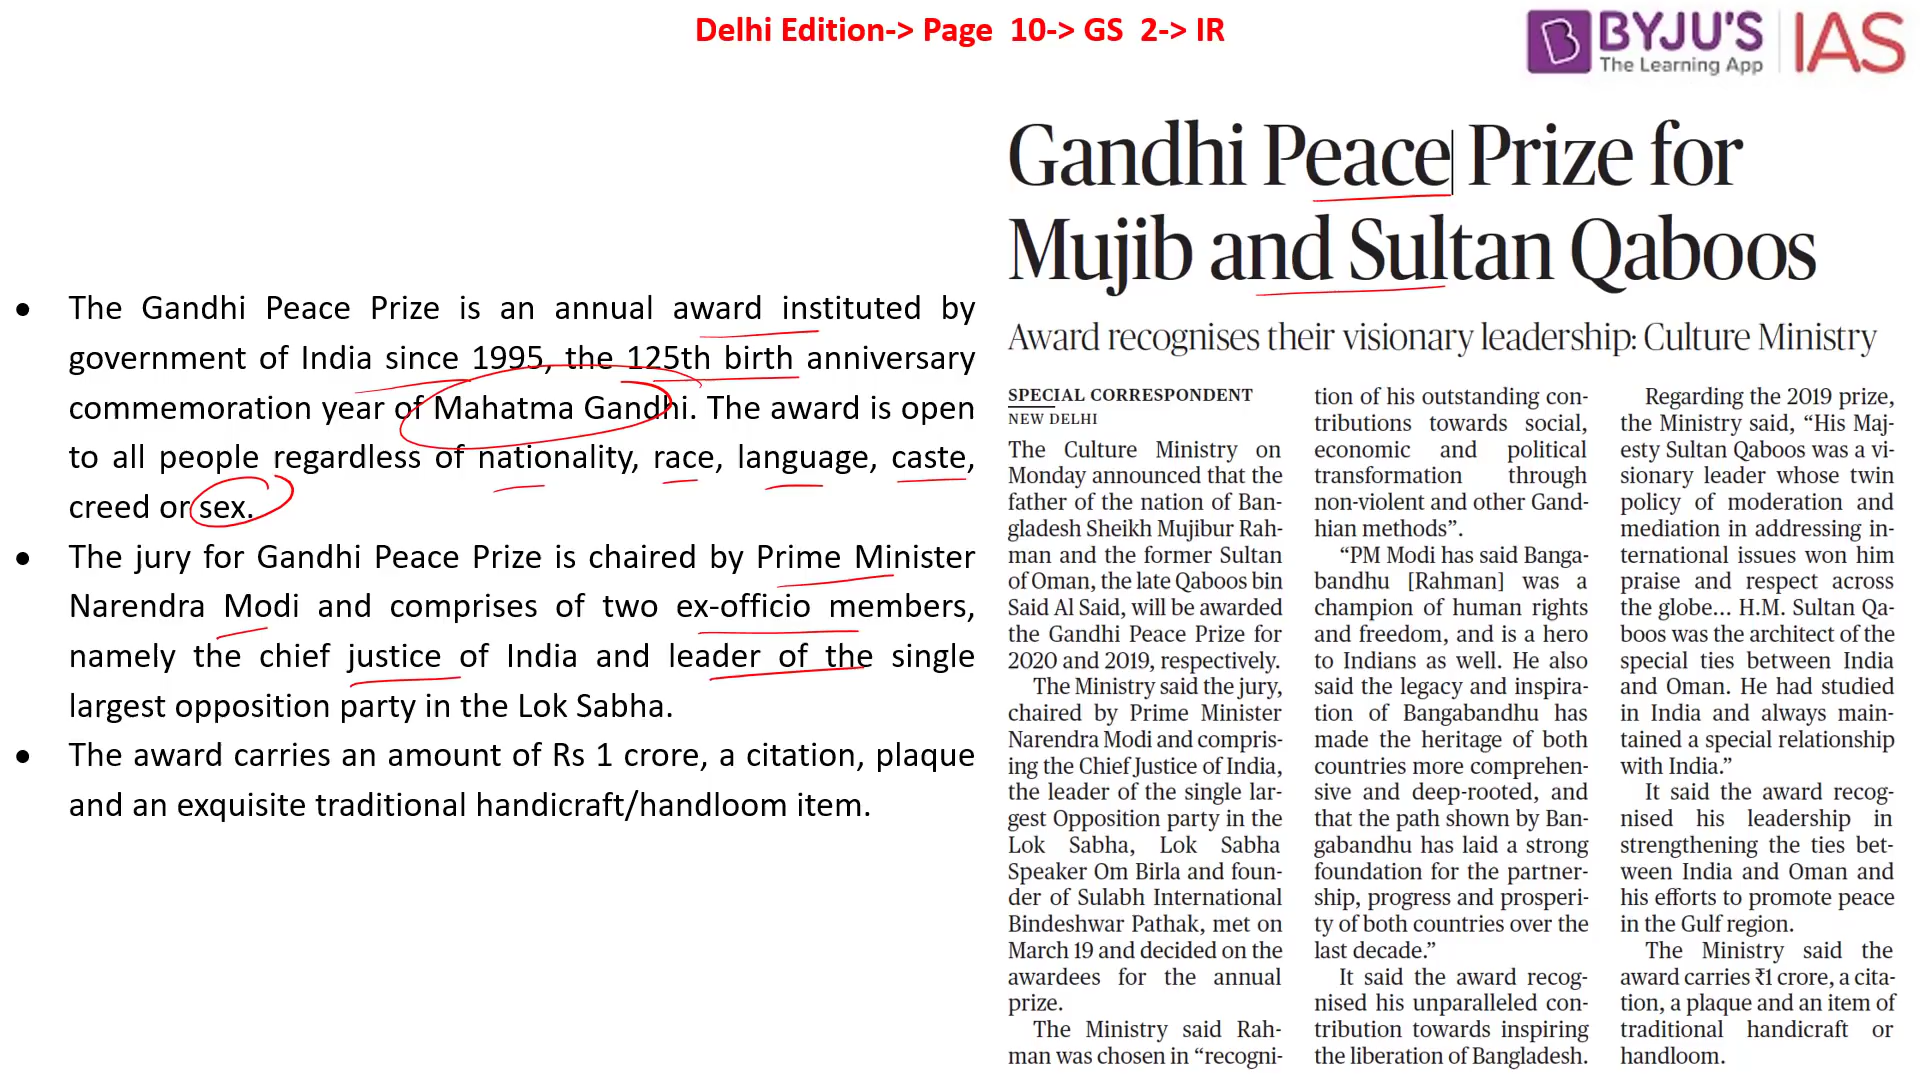 Delhi Edition-> Page 10-> GS 2-> IR
BYJU'S
The Learning App
IAS
• The Gandhi Peace Prize is an annual award instituted by
government of India since 1995, the 125th birth anniversary
commemoration year of Mahatma Gandhi. The award is open
to all people regardless of nationality, race, language, caste,
creed or sex.
• The jury for Gandhi Peace Prize is chaired by Prime Minister
Narendra Modi and comprises of two ex-officio members,
namely the chief justice of India and leader of the single
largest opposition party in the Lok Sabha.
• The award carries an amount of Rs 1 crore, a citation, plaque
and an exquisite traditional handicraft/handloom item.
Gandhi Peace Prize for
Mujib and Sultan Qaboos
Award recognises their visionary leadership: Culture Ministry
SPECIAL CORRESPONDENT
NEW DELHI
The Culture Ministry on
Monday announced that the
father of the nation of Ban-
gladesh Sheikh Mujibur Rah-
man and the former Sultan
of Oman, the late Qaboos bin
Said Al Said, will be awarded
the Gandhi Peace Prize for
2020 and 2019, respectively.
The Ministry said the jury,
chaired by Prime Minister
Narendra Modi and compris-
ing the Chief Justice of India,
the leader of the single lar-
gest Opposition party in the
Lok Sabha, Lok Sabha
Speaker Om Birla and foun-
der of Sulabh International
Bindeshwar Pathak, met on
March 19 and decided on the
awardees for the annual
prize.
The Ministry said Rah-
man was chosen in “recogni-
tion of his outstanding con-
tributions towards social,
economic and political
transformation through
non-violent and other Gand-
hian methods”.
“PM Modi has said Banga-
bandhu [Rahman] was a
champion of human rights
and freedom, and is a hero
to Indians as well. He also
said the legacy and inspira-
tion of Bangabandhu has
made the heritage of both
countries more comprehen-
sive and deep-rooted, and
that the path shown by Ban-
gabandhu has laid a strong
foundation for the partner-
ship, progress and prosperi-
ty of both countries over the
last decade.”
It said the award recog-
nised his unparalleled con-
tribution towards inspiring
the liberation of Bangladesh.
Regarding the 2019 prize,
the Ministry said, “His Maj-
esty Sultan Qaboos was a vi-
sionary leader whose twin
policy of moderation and
mediation in addressing in-
ternational issues won him
praise and respect across
the globe... H.M. Sultan Qa-
boos was the architect of the
special ties between India
and Oman. He had studied
in India and always main-
tained a special relationship
with India.”
It said the award recog-
nised his leadership in
strengthening the ties bet-
ween India and Oman and
his efforts to promote peace
in the Gulf region.
The Ministry said the
award carries ₹1 crore, a cita-
tion, a plaque and an item of
traditional handicraft or
handloom.